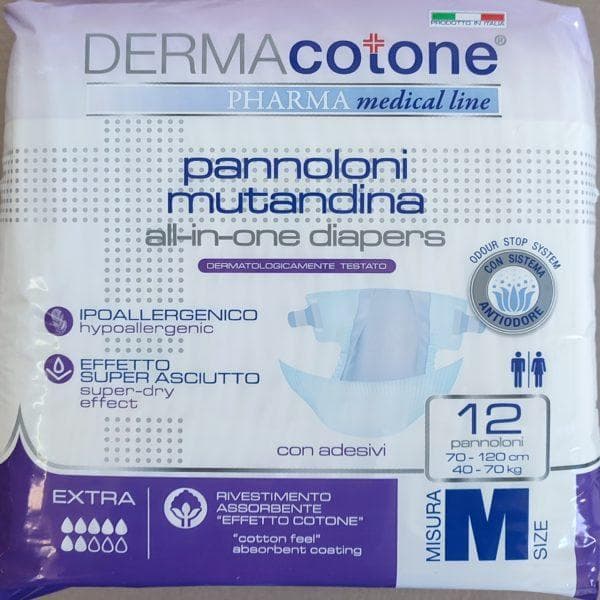 PRODOTTO IN ITALIA
DERMAcotone®
PHARMA medical line
pannoloni
mutandina
all-in-one diapers
DERMATOLOGICAMENTE TESTATO
ODOUR STOP SYSTEM
CON SISTEMA
ANTIODORE
IPOALLERGENICO
hypoallergenic
EFFETTO
SUPER ASCIUTTO
super-dry
effect
con adesivi
12
pannoloni
70 - 120 cm
40 - 70 kg
EXTRA
RIVESTIMENTO
ASSORBENTE
"EFFETTO COTONE"
"cotton feel"
absorbent coating
MISURA
M
SIZE